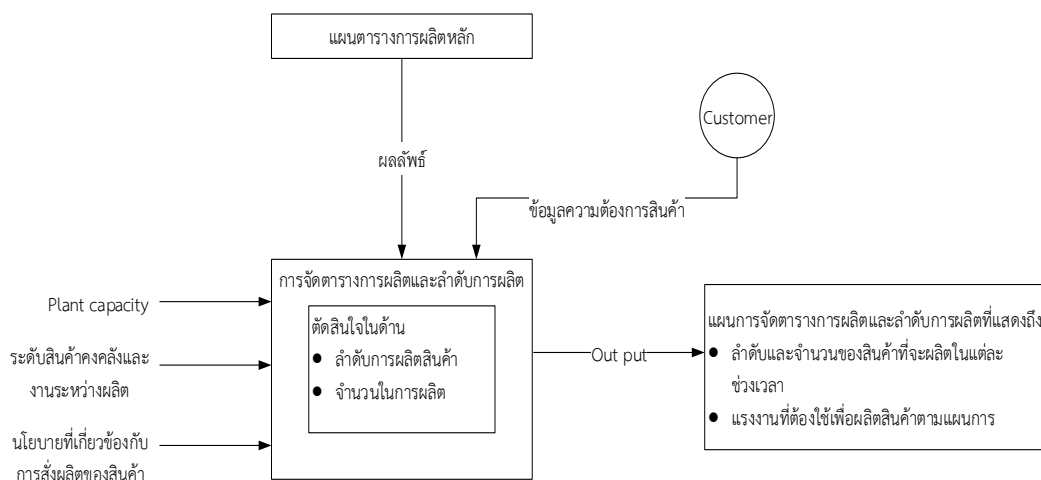 แผนตารางการผลิตหลัก
Customer
ผลลัพธ์
ข้อมูลความต้องการสินค้า
การจัดตารางการผลิตและลำดับการผลิต
Plant capacity
ตัดสินใจในด้าน
● ลำดับการผลิตสินค้า
● จำนวนในการผลิต
ระดับสินค้าคงคลังและ
งานระหว่างผลิต
นโยบายที่เกี่ยวข้องกับ
การสั่งผลิตของสินค้า
Out put
แผนการจัดตารางการผลิตและลำดับการผลิตที่แสดงถึง
● ลำดับและจำนวนของสินค้าที่จะผลิตในแต่ละ
ช่วงเวลา
● แรงงานที่ต้องใช้เพื่อผลิตสินค้าตามแผนการ